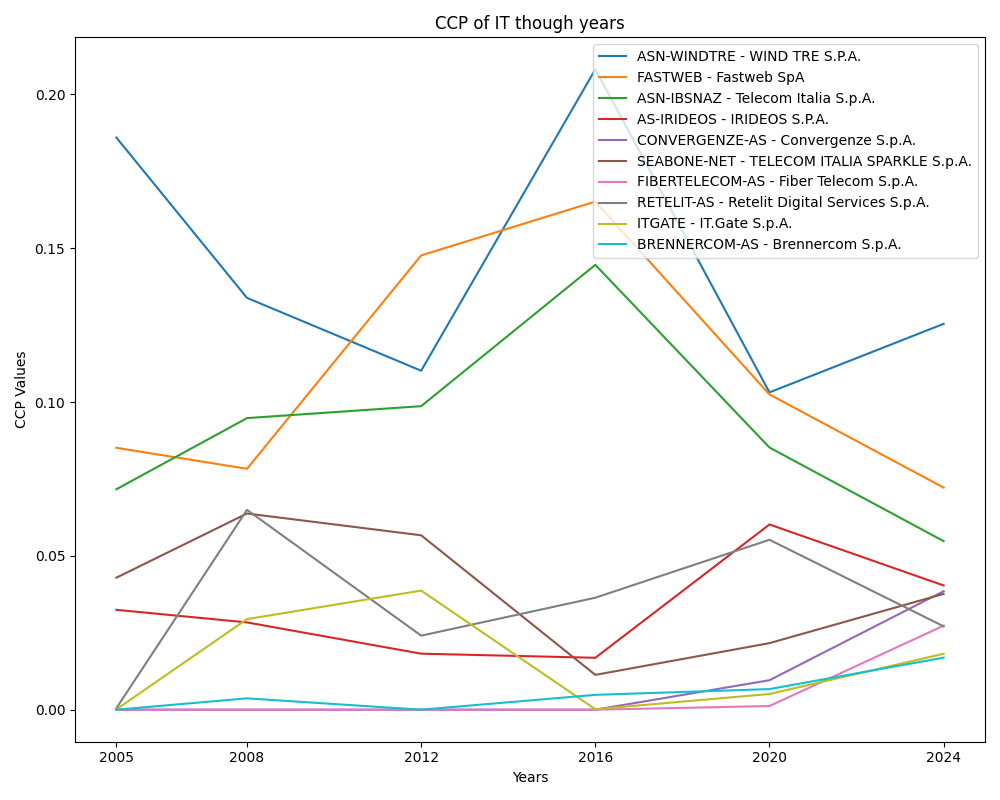 CCP of IT though years
ASN-WINDTRE - WIND TRE S.P.A.
FASTWEB - Fastweb SpA
ASN-IBSNAZ - Telecom Italia S.p.A.
AS-IRIDEOS - IRIDEOS S.P.A.
CONVERGENZE-AS - Convergenze S.p.A.
SEABONE-NET - TELECOM ITALIA SPARKLE S.p.A.
FIBERTELECOM-AS - Fiber Telecom S.p.A.
RETELIT-AS - Retelit Digital Services S.p.A.
ITGATE - IT.Gate S.p.A.
BRENNERCOM-AS - Brennercom S.p.A.
CCP Values
0.20
0.15
0.10
0.05
0.00
2005 2008 2012 2016 2020 2024
Years